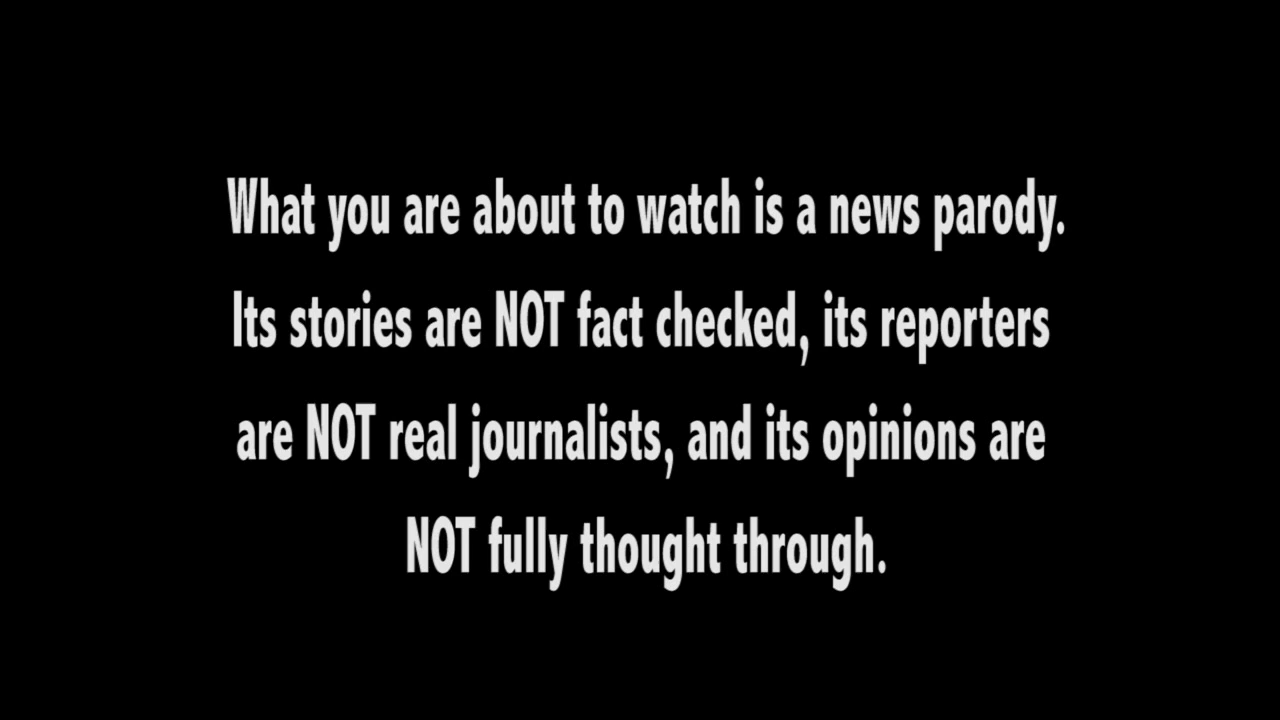 What you are about to watch is a news parody.
Its stories are NOT fact checked, its reporters
are NOT real journalists, and its opinions are
NOT fully thought through.